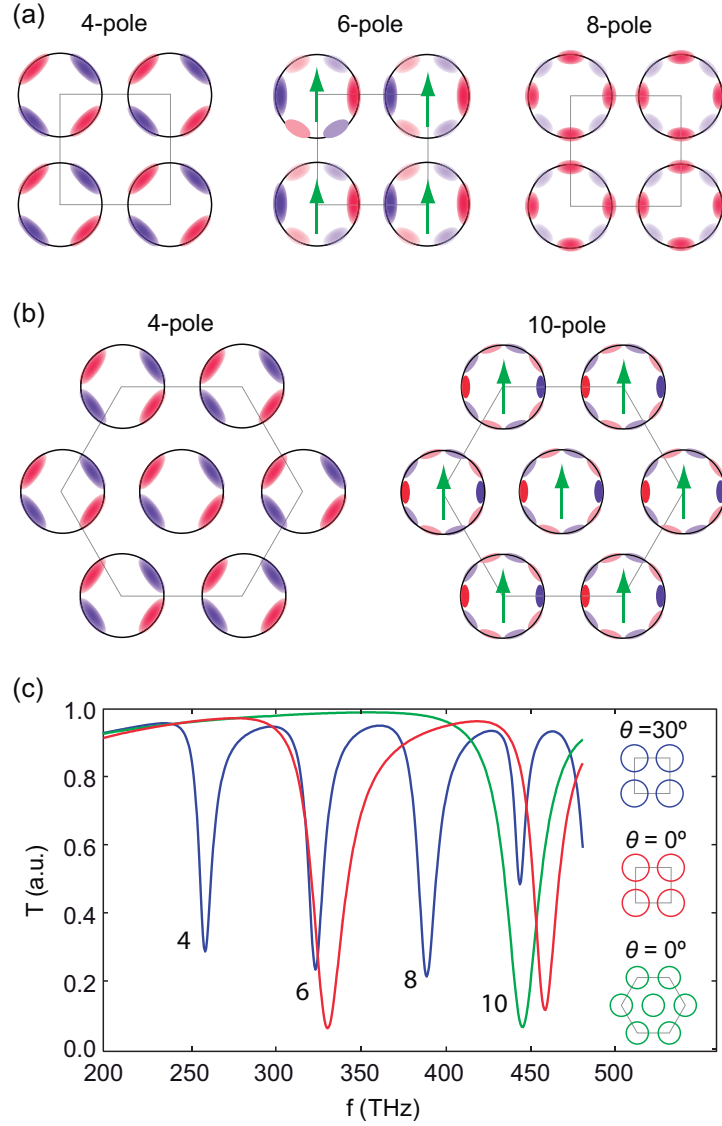 (a)
4-pole 6-pole 8-pole
(b)
4-pole 10-pole
(c)
1.0
0.8
0.6
0.4
0.2
0.0
T (a.u.)
4
6
8
10
θ =30º
θ = 0º
θ = 0º
200 250 300 350 400 450 500
f (THz)